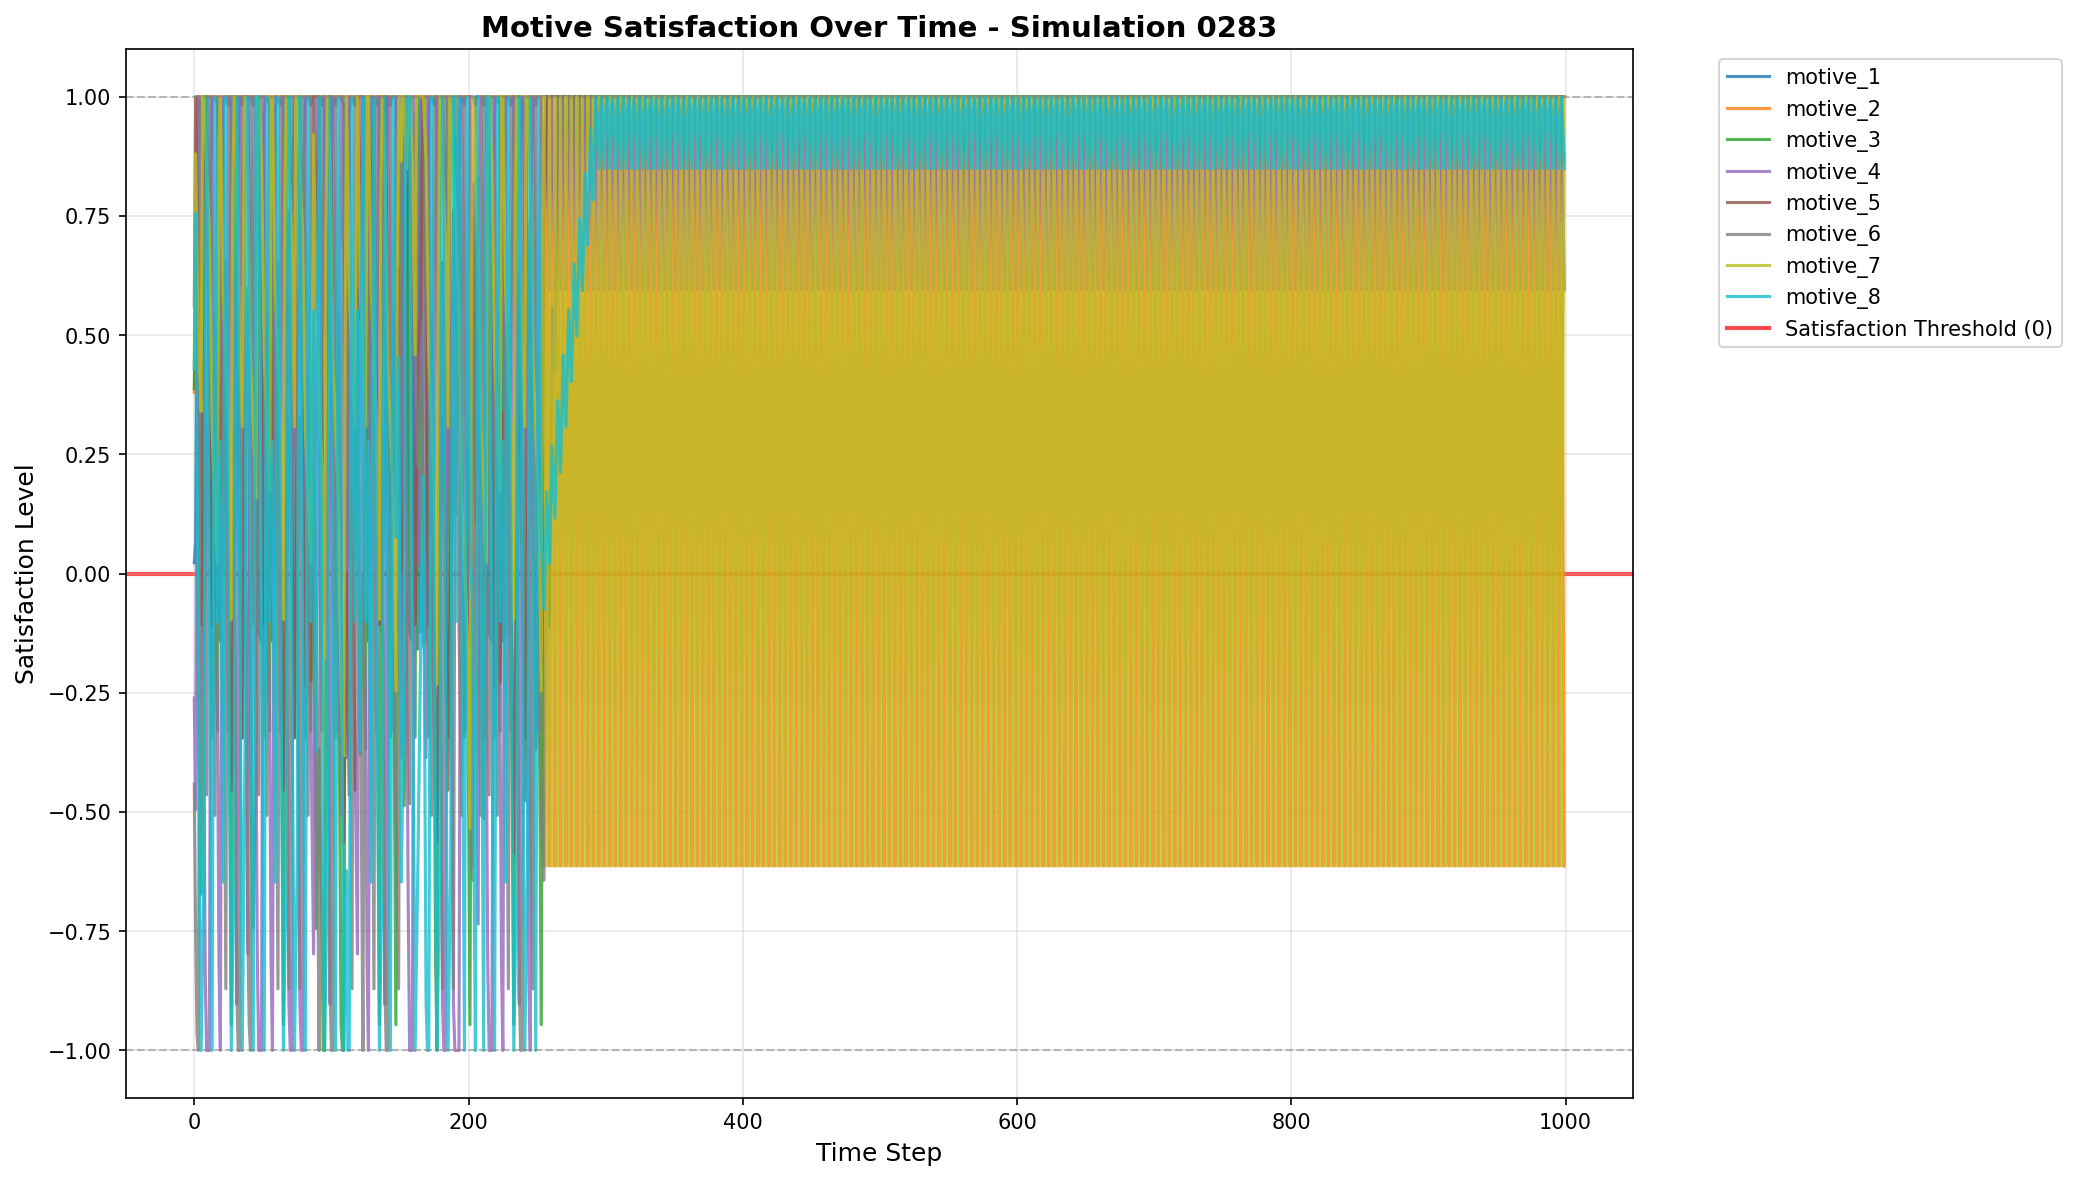 Motive Satisfaction Over Time - Simulation 0283
1.00
0.75
0.50
0.25
0.00
−0.25
−0.50
−0.75
−1.00
Satisfaction Level
0
200
400
600
800
1000
Time Step
motive_1
motive_2
motive_3
motive_4
motive_5
motive_6
motive_7
motive_8
Satisfaction Threshold (0)